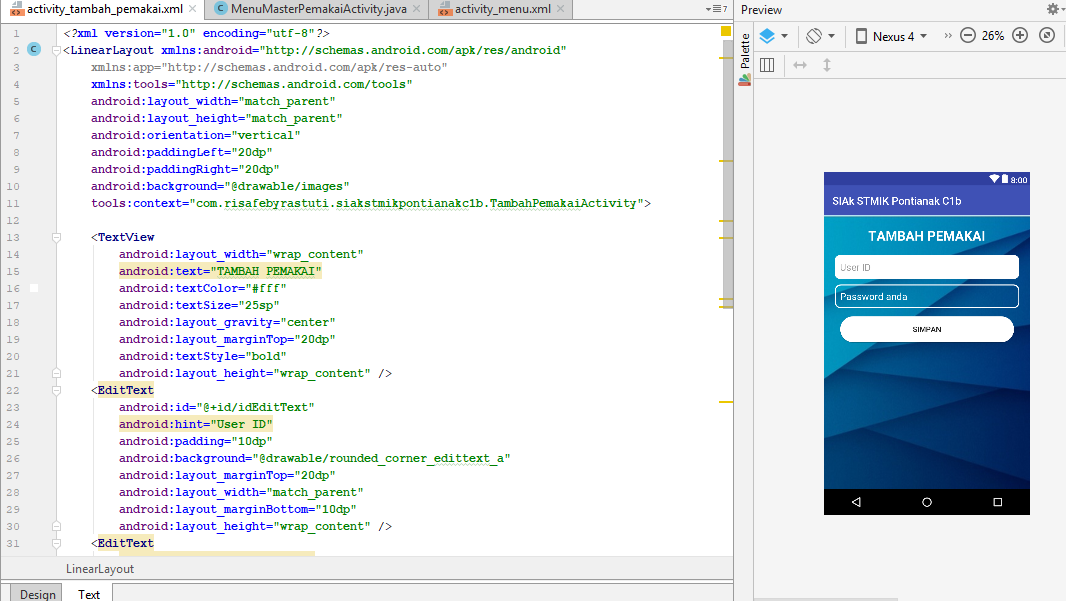 activity_tambah_pemakai.xml MenuMasterPemakaiActivity.java activity_menu.xml 7 Preview
Nexus 4 26%
Palette
1 <?xml version="1.0" encoding="utf-8"?>
2 <LinearLayout xmlns:android="http://schemas.android.com/apk/res/android"
3 xmlns:app="http://schemas.android.com/apk/res-auto"
4 xmlns:tools="http://schemas.android.com/tools"
5 android:layout_width="match_parent"
6 android:layout_height="match_parent"
7 android:orientation="vertical"
8 android:paddingLeft="20dp"
9 android:paddingRight="20dp"
10 android:background="@drawable/images"
11 tools:context="com.risafebyrastuti.siakstmikpontianakc1b.TambahPemakaiActivity">
12
13 <TextView
14 android:layout_width="wrap_content"
15 android:text="TAMBAH PEMAKAI"
16 android:textColor="#fff"
17 android:textSize="25sp"
18 android:layout_gravity="center"
19 android:layout_marginTop="20dp"
20 android:textStyle="bold"
21 android:layout_height="wrap_content" />
22 <EditText
23 android:id="@+id/idEditText"
24 android:hint="User ID"
25 android:padding="10dp"
26 android:background="@drawable/rounded_corner_edittext_a"
27 android:layout_marginTop="20dp"
28 android:layout_width="match_parent"
29 android:layout_marginBottom="10dp"
30 android:layout_height="wrap_content" />
31 <EditText
LinearLayout
Design Text
8:00
SIAk STMIK Pontianak C1b
TAMBAH PEMAKAI
User ID
Password anda
SIMPAN